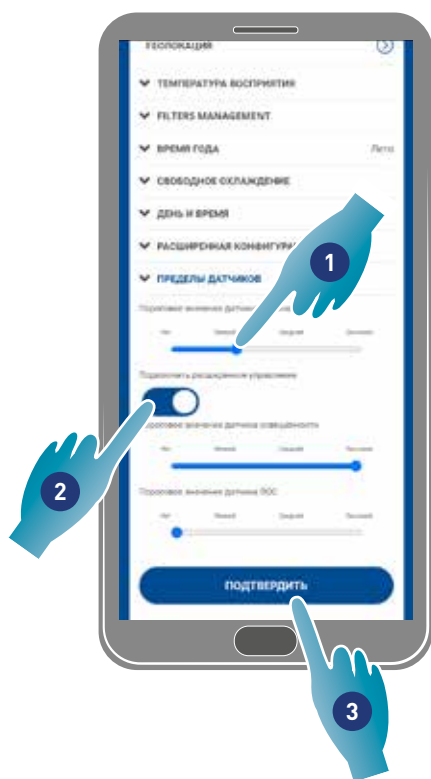 ГЕОЛОКАЦИЯ
ТЕМПЕРАТУРА ВОСПРИЯТИЯ
FILTERS MANAGEMENT
ВРЕМЯ ГОДА Лето
СВОБОДНОЕ ОХЛАЖДЕНИЕ
ДЕНЬ И ВРЕМЯ
РАСШИРЕННАЯ
1
ПРЕДЕЛЫ ДАТЧИКОВ
Пороговое значение датчика
Нет Низкий Средний Высокий
Подключить расширенное управление
Пороговое значение датчика освещённости
Нет Низкий Средний Высокий
2
Пороговое значение датчика ЛОС
Нет Низкий Средний Высокий
ПОДТВЕРДИТЬ
3